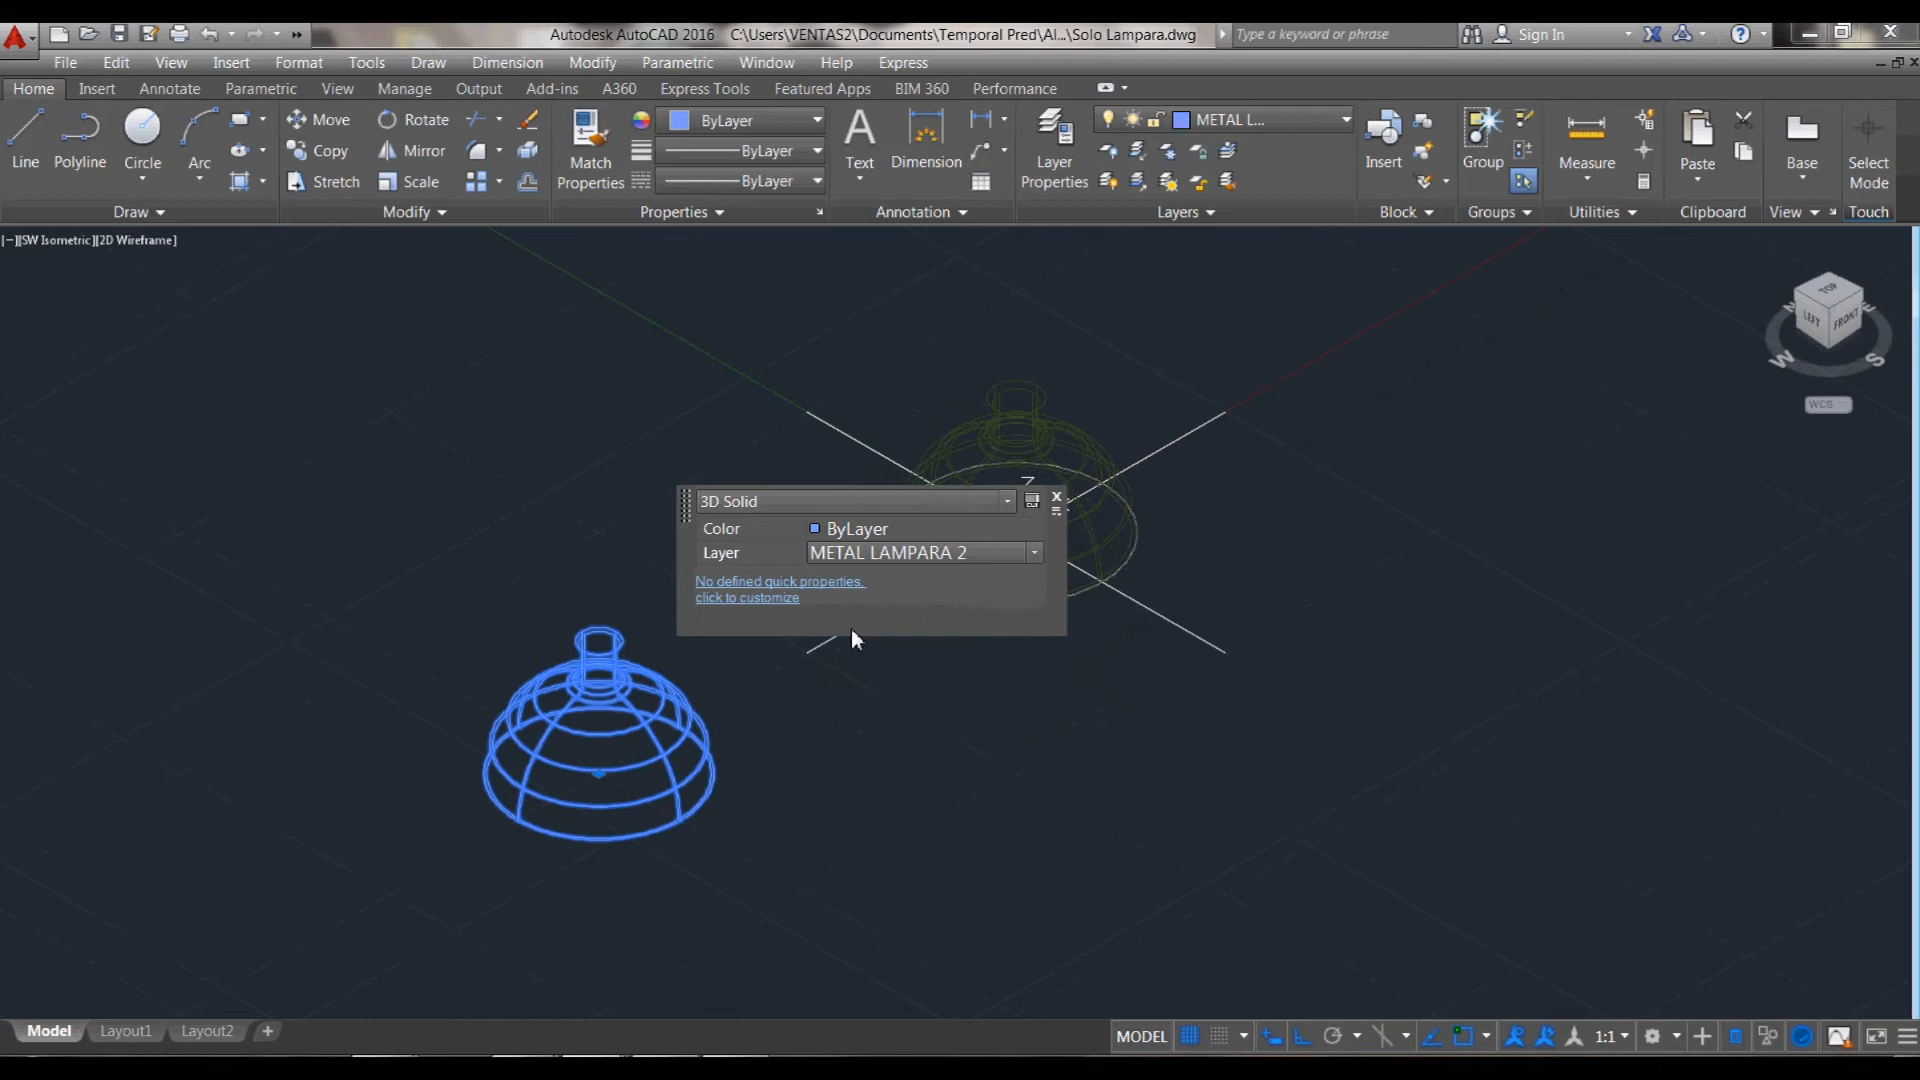 Autodesk AutoCAD 2016 C:\Users\VENTAS2\Documents\Temporal Pred\Al...\Solo Lampara.dwg
Type a keyword or phrase
Sign In
File Edit View Insert Format Tools Draw Dimension Modify Parametric Window Help Express
Home Insert Annotate Parametric View Manage Output Add-ins A360 Express Tools Featured Apps BIM 360 Performance
Line
Polyline
Circle
Arc
Draw
Move
Rotate
Copy
Mirror
Stretch
Scale
Modify
Match
Properties
ByLayer
ByLayer
ByLayer
Properties
Text
Dimension
Annotation
Layer
Properties
METAL L...
Layers
Insert
Block
Group
Groups
Measure
Utilities
Paste
Clipboard
Base
View
Select
Mode
Touch
[−][SW Isometric][2D Wireframe]
TOP
LEFT
FRONT
N
E
W
S
WCS
Z
3D Solid
Color ByLayer
Layer METAL LAMPARA 2
No defined quick properties,
click to customize
Model Layout1 Layout2 +
MODEL
1:1